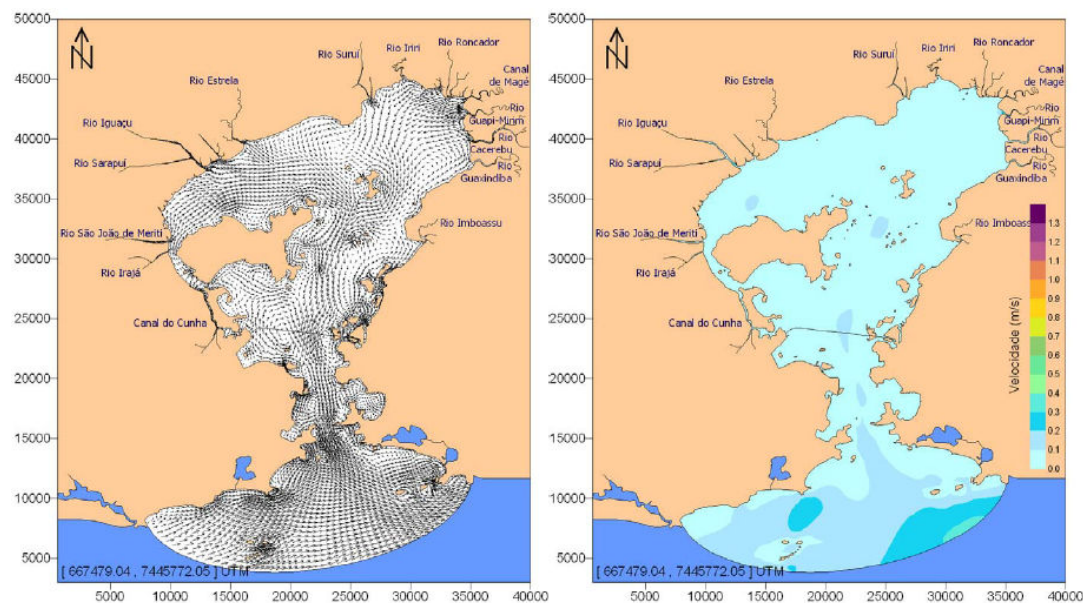 50000
45000
40000
35000
30000
25000
20000
15000
10000
5000
N
Rio Suruí
Rio Iriri
Rio Roncador
Canal
de Magé
Rio Estrela
Rio
Guapi-Mirim
Rio Iguaçu
Rio
Cacerebu
Rio Sarapuí
Rio
Guaxindiba
Rio Imboassu
Rio São João de Meriti
Rio Irajá
Canal do Cunha
[ 667479.04 , 7445772.05 ] UTM
5000 10000 15000 20000 25000 30000 35000 40000
50000
45000
40000
35000
30000
25000
20000
15000
10000
5000
N
Rio Suruí
Rio Iriri
Rio Roncador
Canal
de Magé
Rio Estrela
Rio
Guapi-Mirim
Rio Iguaçu
Rio
Cacerebu
Rio Sarapuí
Rio
Guaxindiba
Rio Imboassu
Rio São João de Meriti
Rio Irajá
Canal do Cunha
Velocidade (m/s)
1.3
1.2
1.1
1.0
0.9
0.8
0.7
0.6
0.5
0.4
0.3
0.2
0.1
0.0
[ 667479.04 , 7445772.05 ] UTM
5000 10000 15000 20000 25000 30000 35000 40000